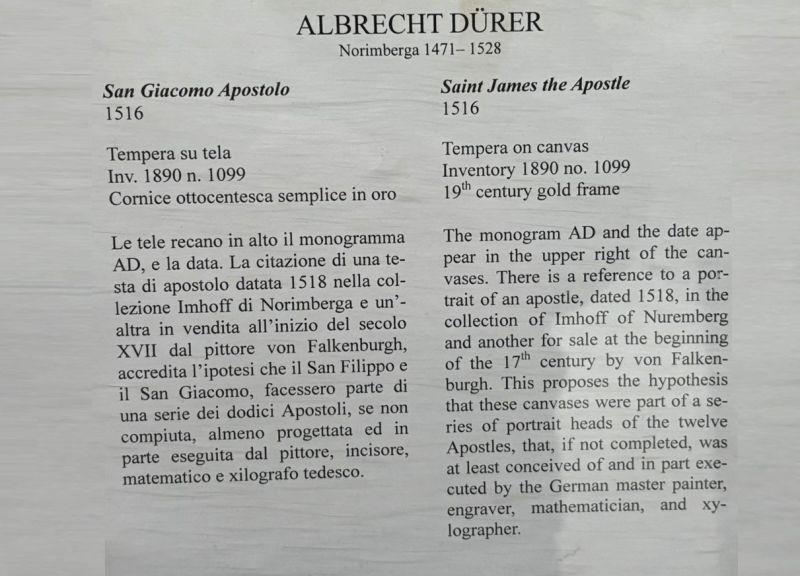 ALBRECHT DÜRER
Norimberga 1471– 1528
San Giacomo Apostolo
1516
Tempera su tela
Inv. 1890 n. 1099
Cornice ottocentesca semplice in oro
Le tele recano in alto il monogramma
AD, e la data. La citazione di una te-
sta di apostolo datata 1518 nella col-
lezione Imhoff di Norimberga e un'-
altra in vendita all'inizio del secolo
XVII dal pittore von Falkenburgh,
accredita l'ipotesi che il San Filippo e
il San Giacomo, facessero parte di
una serie dei dodici Apostoli, se non
compiuta, almeno progettata ed in
parte eseguita dal pittore, incisore,
matematico e xilografo tedesco.
Saint James the Apostle
1516
Tempera on canvas
Inventory 1890 no. 1099
19th century gold frame
The monogram AD and the date ap-
pear in the upper right of the can-
vases. There is a reference to a por-
trait of an apostle, dated 1518, in the
collection of Imhoff of Nuremberg
and another for sale at the beginning
of the 17th century by von Falken-
burgh. This proposes the hypothesis
that these canvases were part of a se-
ries of portrait heads of the twelve
Apostles, that, if not completed, was
at least conceived of and in part exe-
cuted by the German master painter,
engraver, mathematician, and xy-
lographer.